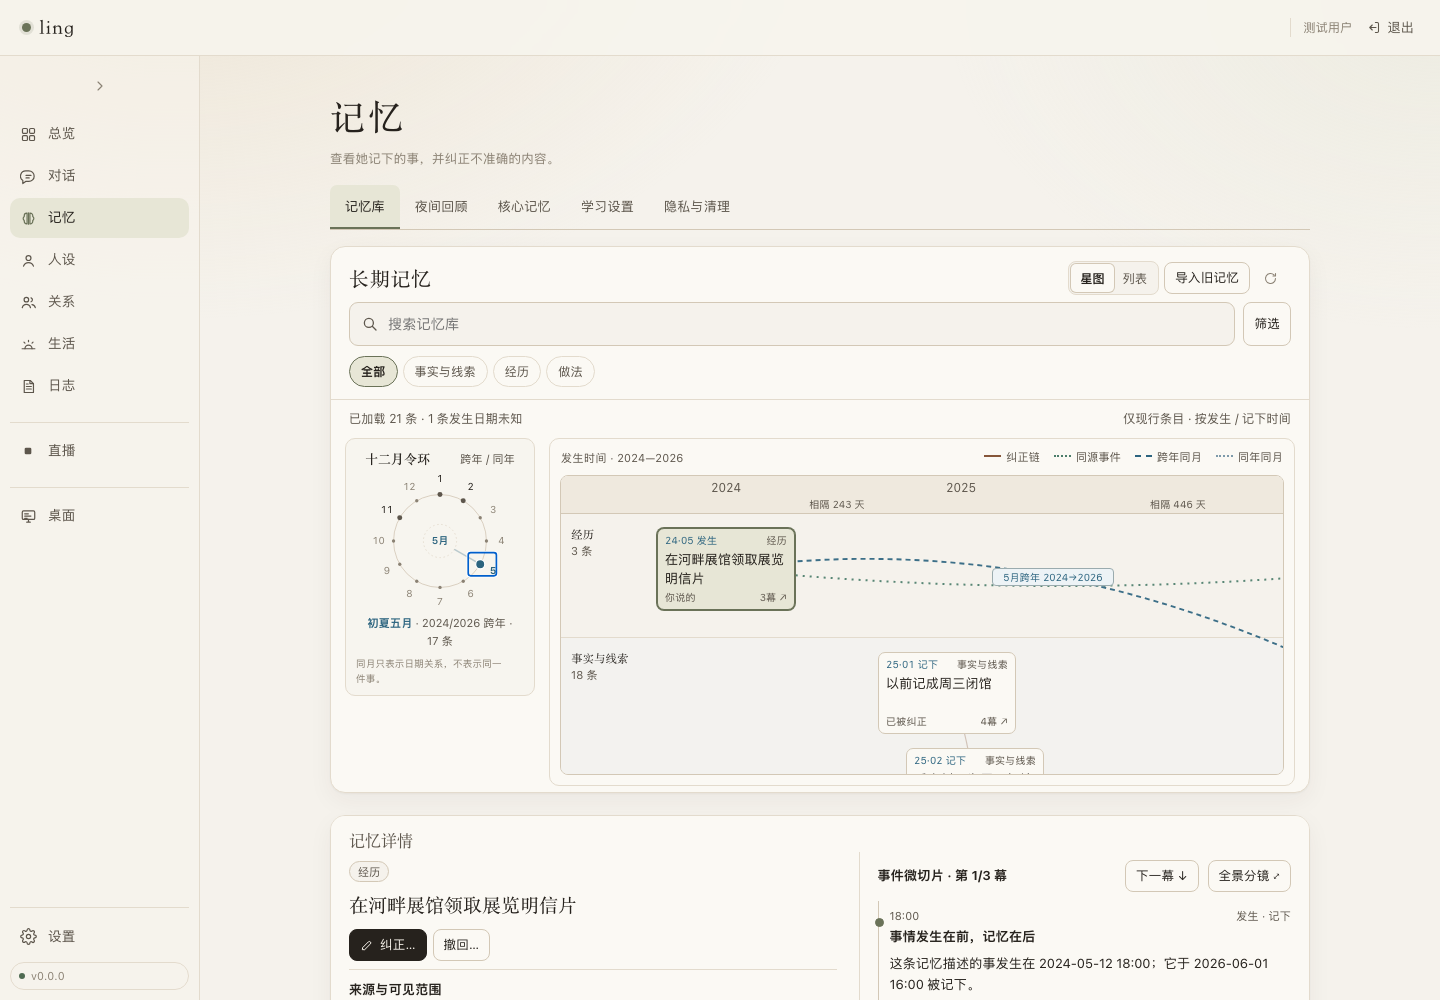 ling
测试用户
退出
总览
对话
记忆
人设
关系
生活
日志
直播
桌面
设置
v0.0.0
记忆
查看她记下的事，并纠正不准确的内容。
记忆库
夜间回顾
核心记忆
学习设置
隐私与清理
长期记忆
星图
列表
导入旧记忆
搜索记忆库
筛选
全部
事实与线索
经历
做法
已加载 21 条 · 1 条发生日期未知
仅现行条目 · 按发生 / 记下时间
十二月令环
跨年 / 同年
1
2
3
4
5
6
7
8
9
10
11
12
5月
初夏五月 · 2024/2026 跨年 ·
17 条
同月只表示日期关系，不表示同一
件事。
发生时间 · 2024—2026
纠正链
同源事件
跨年同月
同年同月
2024
2025
相隔 243 天
相隔 446 天
经历
3 条
24·05 发生
经历
在河畔展馆领取展览
明信片
你说的
3幕 ↗
5月跨年 2024→2026
事实与线索
18 条
25·01 记下
事实与线索
以前记成周三闭馆
已被纠正
4幕 ↗
25·02 记下
事实与线索
记忆详情
经历
在河畔展馆领取展览明信片
纠正...
撤回...
来源与可见范围
事件微切片 · 第 1/3 幕
下一幕 ↓
全景分镜 ⤢
18:00
发生 · 记下
事情发生在前，记忆在后
这条记忆描述的事发生在 2024-05-12 18:00；它于 2026-06-01
16:00 被记下。